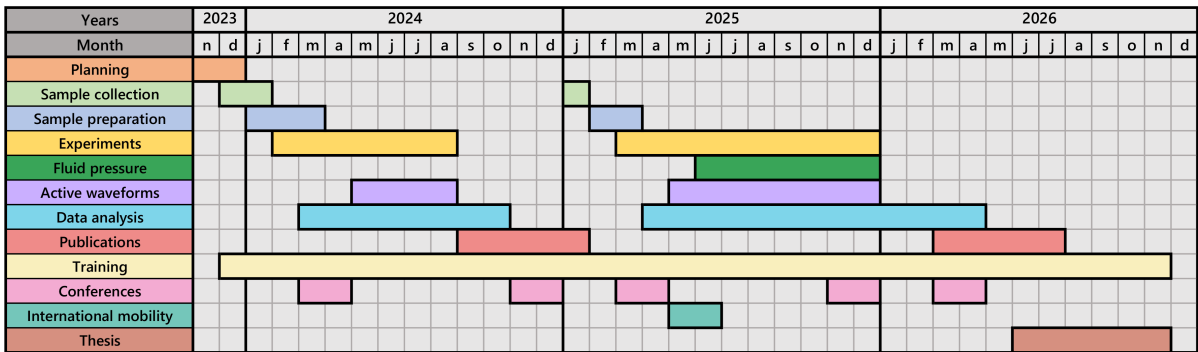 Years 2023 2024 2025 2026
Month n d j f m a m j j a s o n d j f m a m j j a s o n d j f m a m j j a s o n d
Planning
Sample collection
Sample preparation
Experiments
Fluid pressure
Active waveforms
Data analysis
Publications
Training
Conferences
International mobility
Thesis